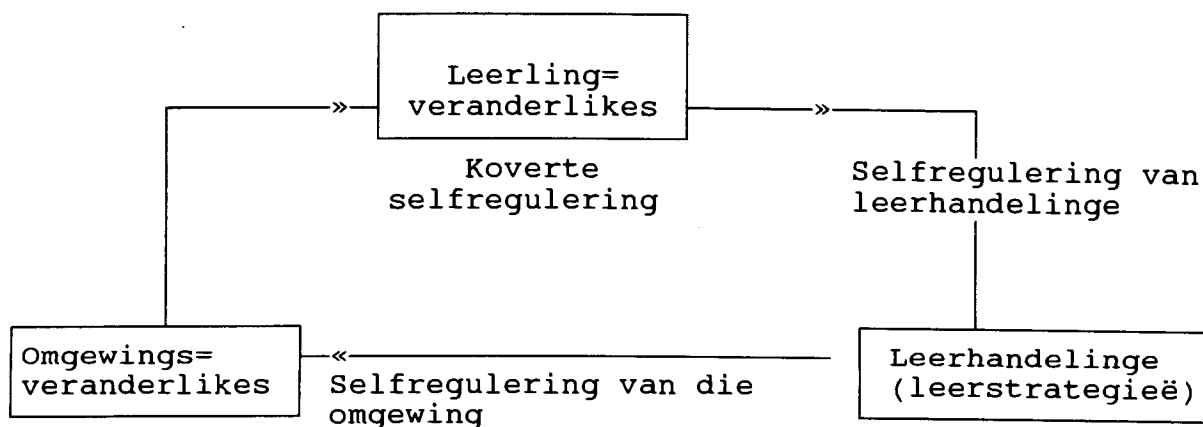 Leerling=
veranderlikes
»
»
Koverte
selfregulering
Selfregulering van
leerhandelinge
Omgewings=
veranderlikes
«
Selfregulering van die
omgewing
Leerhandelinge
(leerstrategieë)